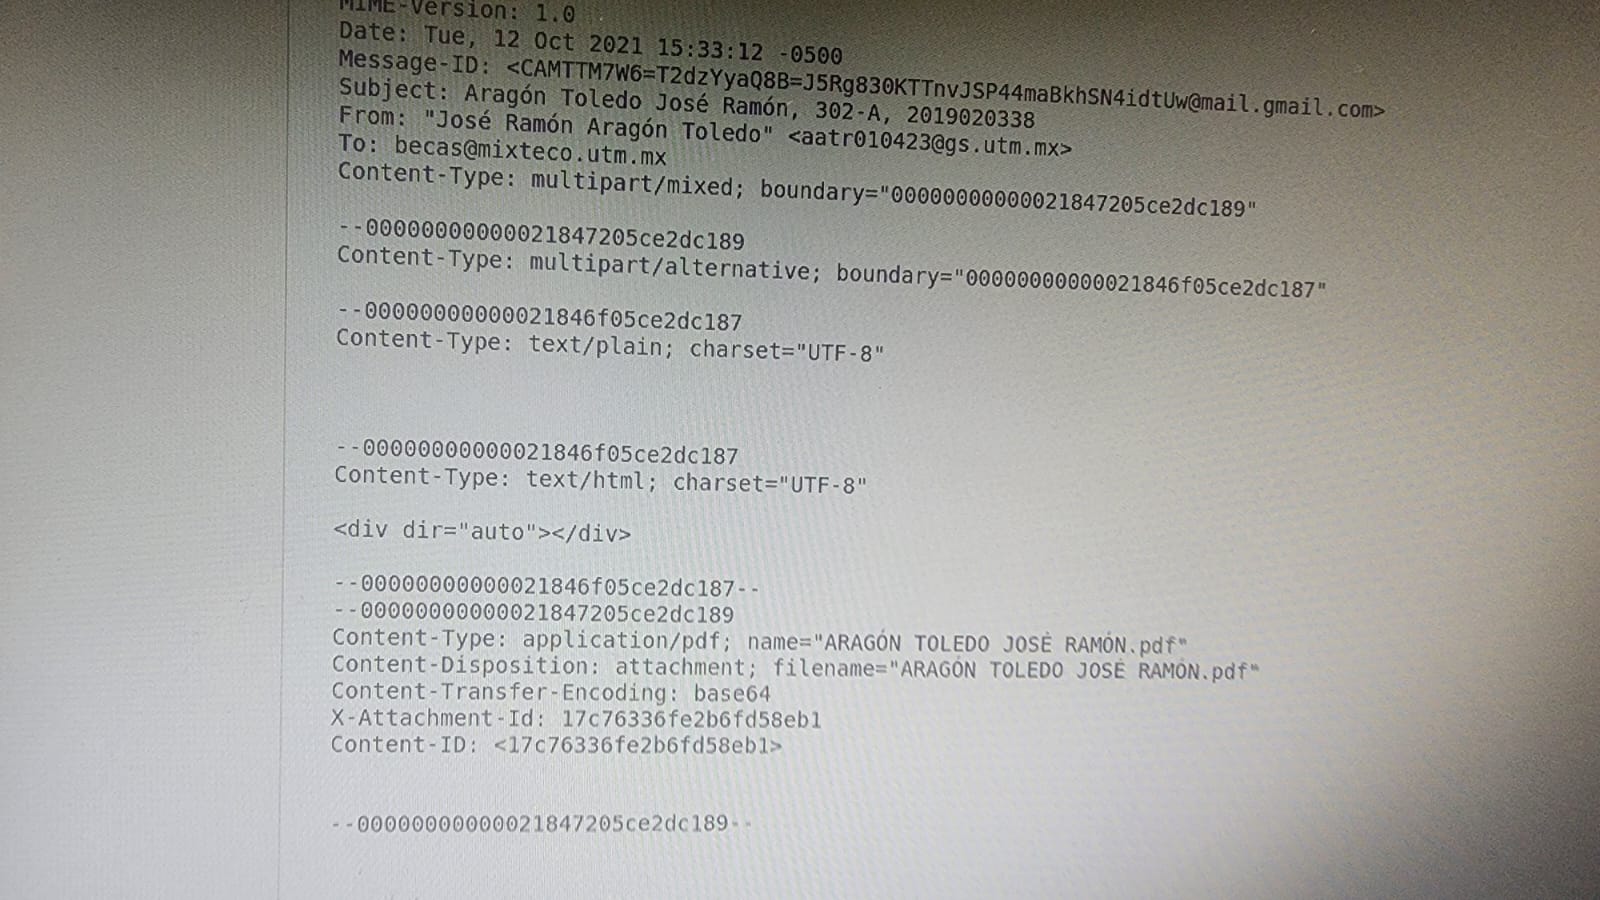 MIME-Version: 1.0
Date: Tue, 12 Oct 2021 15:33:12 -0500
Message-ID: <CAMTTM7W6=T2dzYyaQ8B=J5Rg830KTTnvJSP44maBkhSN4idtUw@mail.gmail.com>
Subject: Aragón Toledo José Ramón, 302-A, 2019020338
From: "José Ramón Aragón Toledo" <aatr010423@gs.utm.mx>
To: becas@mixteco.utm.mx
Content-Type: multipart/mixed; boundary="00000000000021847205ce2dc189"
--00000000000021847205ce2dc189
Content-Type: multipart/alternative; boundary="00000000000021846f05ce2dc187"
--00000000000021846f05ce2dc187
Content-Type: text/plain; charset="UTF-8"
--00000000000021846f05ce2dc187
Content-Type: text/html; charset="UTF-8"
<div dir="auto"></div>
--00000000000021846f05ce2dc187--
--00000000000021847205ce2dc189
Content-Type: application/pdf; name="ARAGÓN TOLEDO JOSÉ RAMÓN.pdf"
Content-Disposition: attachment; filename="ARAGÓN TOLEDO JOSÉ RAMÓN.pdf"
Content-Transfer-Encoding: base64
X-Attachment-Id: 17c76336fe2b6fd58eb1
Content-ID: <17c76336fe2b6fd58eb1>
--00000000000021847205ce2dc189--